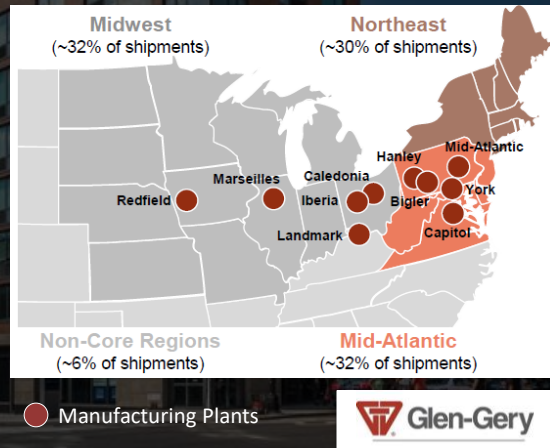 Midwest
(~32% of shipments)
Northeast
(~30% of shipments)
Hanley
Mid-Atlantic
Marseilles
Caledonia
Redfield
Iberia
Bigler
York
Landmark
Capitol
Non-Core Regions
(~6% of shipments)
Mid-Atlantic
(~32% of shipments)
Manufacturing Plants
Glen-Gery